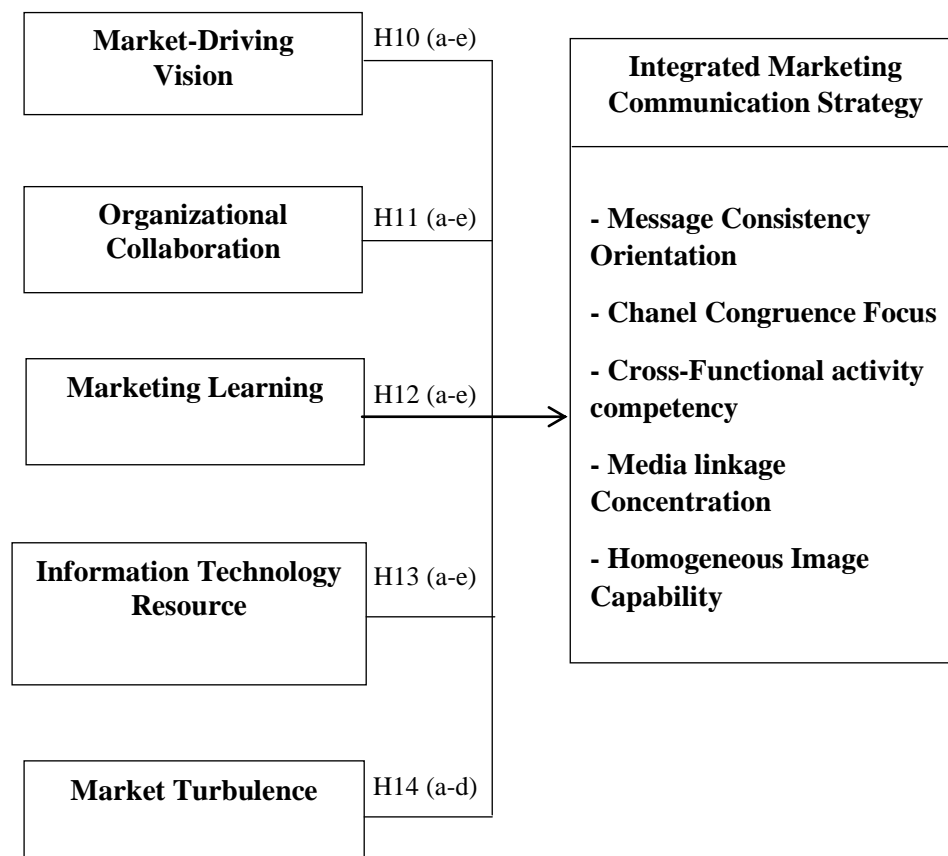 Market-Driving
Vision
H10 (a-e)
Organizational
Collaboration
H11 (a-e)
Marketing Learning
H12 (a-e)
Information Technology
Resource
H13 (a-e)
Market Turbulence
H14 (a-d)
Integrated Marketing
Communication Strategy
- Message Consistency
Orientation
- Chanel Congruence Focus
- Cross-Functional activity
competency
- Media linkage
Concentration
- Homogeneous Image
Capability